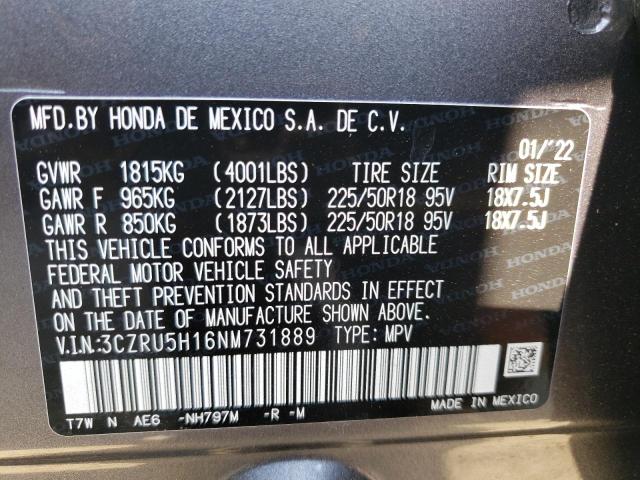 MFD.BY HONDA DE MEXICO S.A. DE C.V.
01/'22
GVWR 1815KG (4001LBS) TIRE SIZE RIM SIZE
GAWR F 965KG (2127LBS) 225/50R18 95V 18X7.5J
GAWR R 850KG (1873LBS) 225/50R18 95V 18X7.5J
THIS VEHICLE CONFORMS TO ALL APPLICABLE
FEDERAL MOTOR VEHICLE SAFETY
AND THEFT PREVENTION STANDARDS IN EFFECT
ON THE DATE OF MANUFACTURE SHOWN ABOVE.
V.I.N.:3CZRU5H16NM731889 TYPE: MPV
T7W N AE6 -NH797M -R -M
MADE IN MEXICO